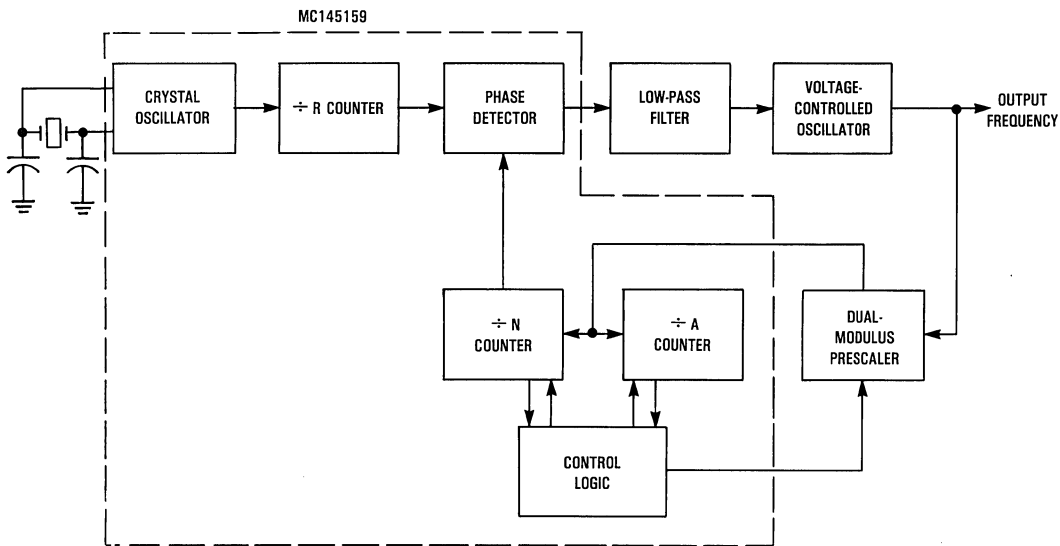 MC145159
CRYSTAL
OSCILLATOR
÷ R COUNTER
PHASE
DETECTOR
LOW-PASS
FILTER
VOLTAGE-
CONTROLLED
OSCILLATOR
OUTPUT
FREQUENCY
÷ N
COUNTER
÷ A
COUNTER
DUAL-
MODULUS
PRESCALER
CONTROL
LOGIC